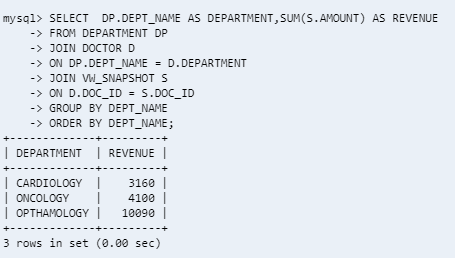 mysql> SELECT  DP.DEPT_NAME AS DEPARTMENT,SUM(S.AMOUNT) AS REVENUE
    -> FROM DEPARTMENT DP
    -> JOIN DOCTOR D
    -> ON DP.DEPT_NAME = D.DEPARTMENT
    -> JOIN VW_SNAPSHOT S
    -> ON D.DOC_ID = S.DOC_ID
    -> GROUP BY DEPT_NAME
    -> ORDER BY DEPT_NAME;
+-------------+---------+
| DEPARTMENT  | REVENUE |
+-------------+---------+
| CARDIOLOGY  |    3160 |
| ONCOLOGY    |    4100 |
| OPTHAMOLOGY |   10090 |
+-------------+---------+
3 rows in set (0.00 sec)